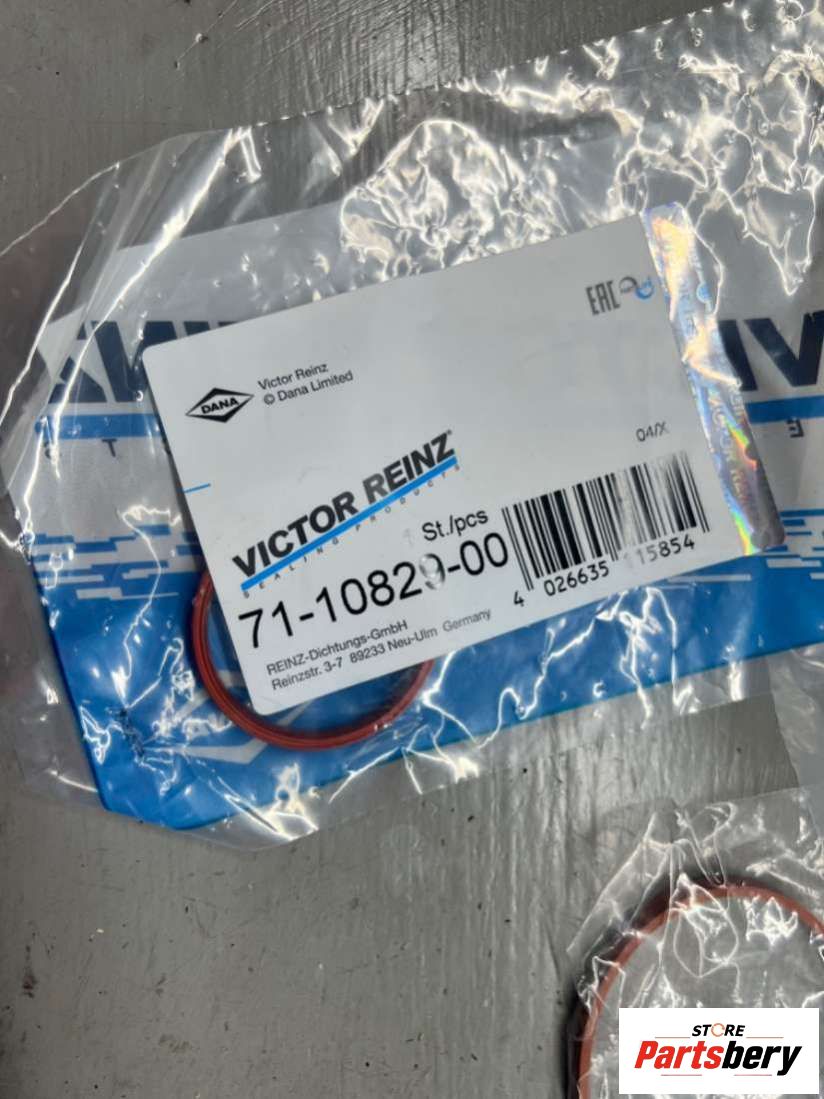 EAC
DANA
Victor Reinz
© Dana Limited
04/X
VICTOR REINZ®
SEALING PRODUCTS
1 St./pcs
71-10829-00
4 026635 115854
REINZ-Dichtungs-GmbH
Reinzstr. 3-7 89233 Neu-Ulm Germany
STORE
Partsbery